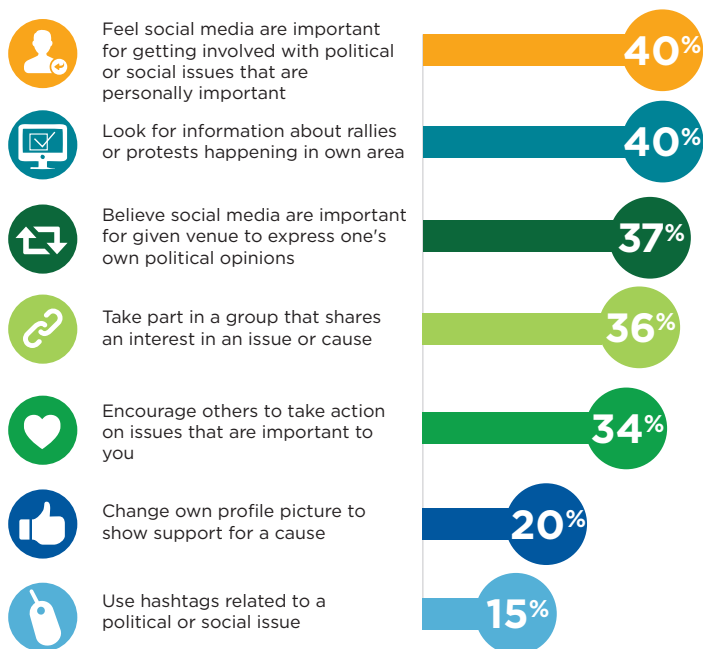 Feel social media are important
for getting involved with political
or social issues that are
personally important
40%
Look for information about rallies
or protests happening in own area
40%
Believe social media are important
for given venue to express one's
own political opinions
37%
Take part in a group that shares
an interest in an issue or cause
36%
Encourage others to take action
on issues that are important to
you
34%
Change own profile picture to
show support for a cause
20%
Use hashtags related to a
political or social issue
15%